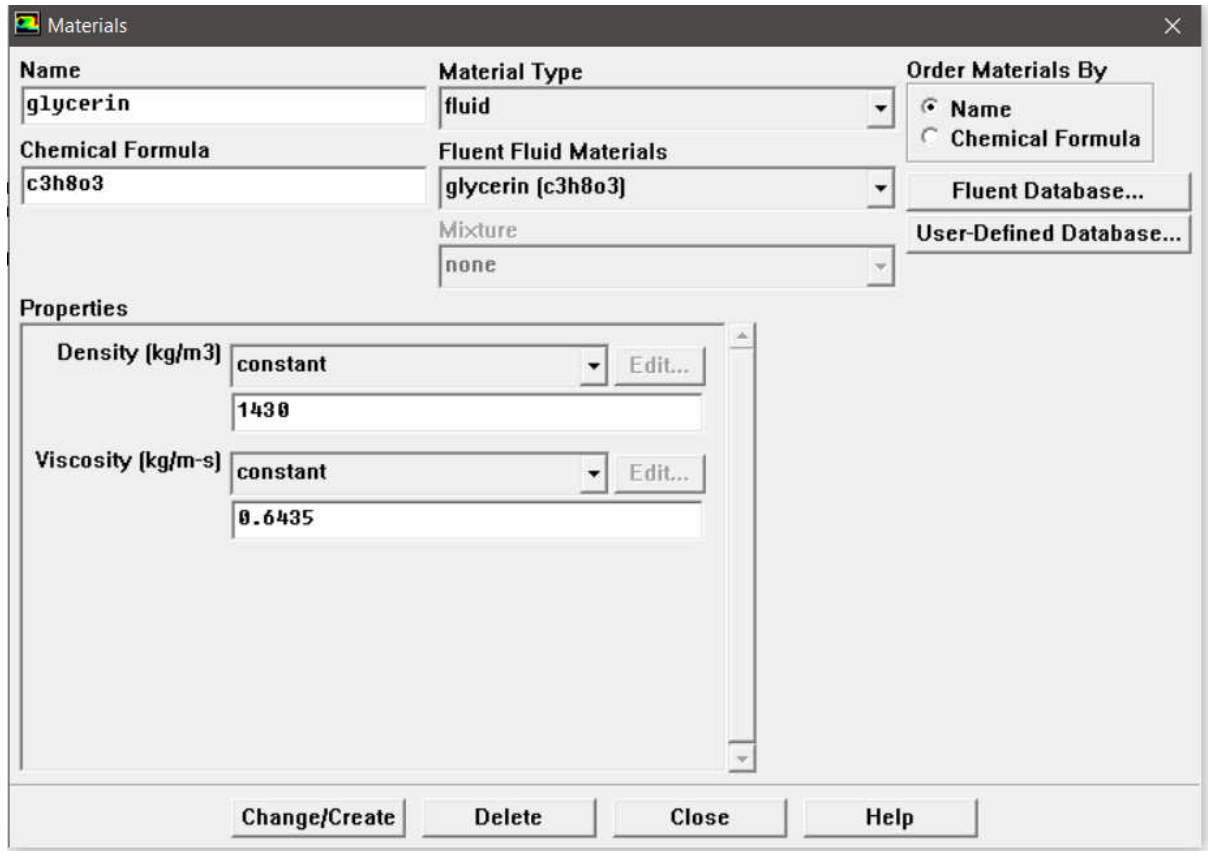 Materials
Name
glycerin
Material Type
fluid
Order Materials By
Name
Chemical Formula
Chemical Formula
c3h8o3
Fluent Fluid Materials
glycerin (c3h8o3)
Fluent Database...
User-Defined Database...
Mixture
none
Properties
Density (kg/m3)
constant
Edit...
1430
Viscosity (kg/m-s)
constant
Edit...
0.6435
Change/Create
Delete
Close
Help